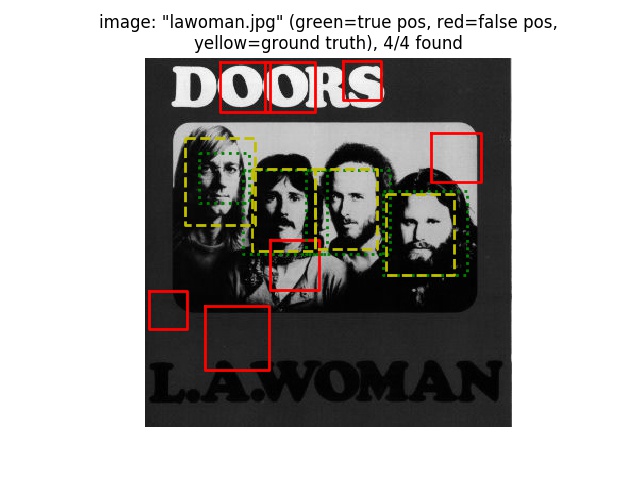 image: "lawoman.jpg" (green=true pos, red=false pos,
yellow=ground truth), 4/4 found
DOORS
L.A.WOMAN